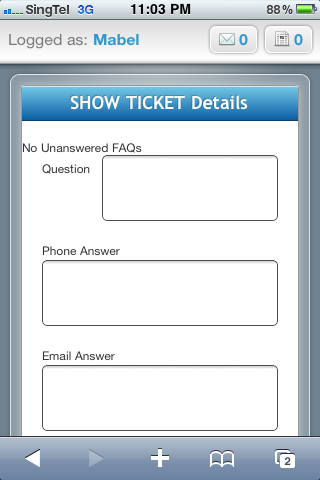 SingTel 3G 11:03 PM 88%
Logged as: Mabel 0 0
SHOW TICKET Details
No Unanswered FAQs
Question
Phone Answer
Email Answer
2